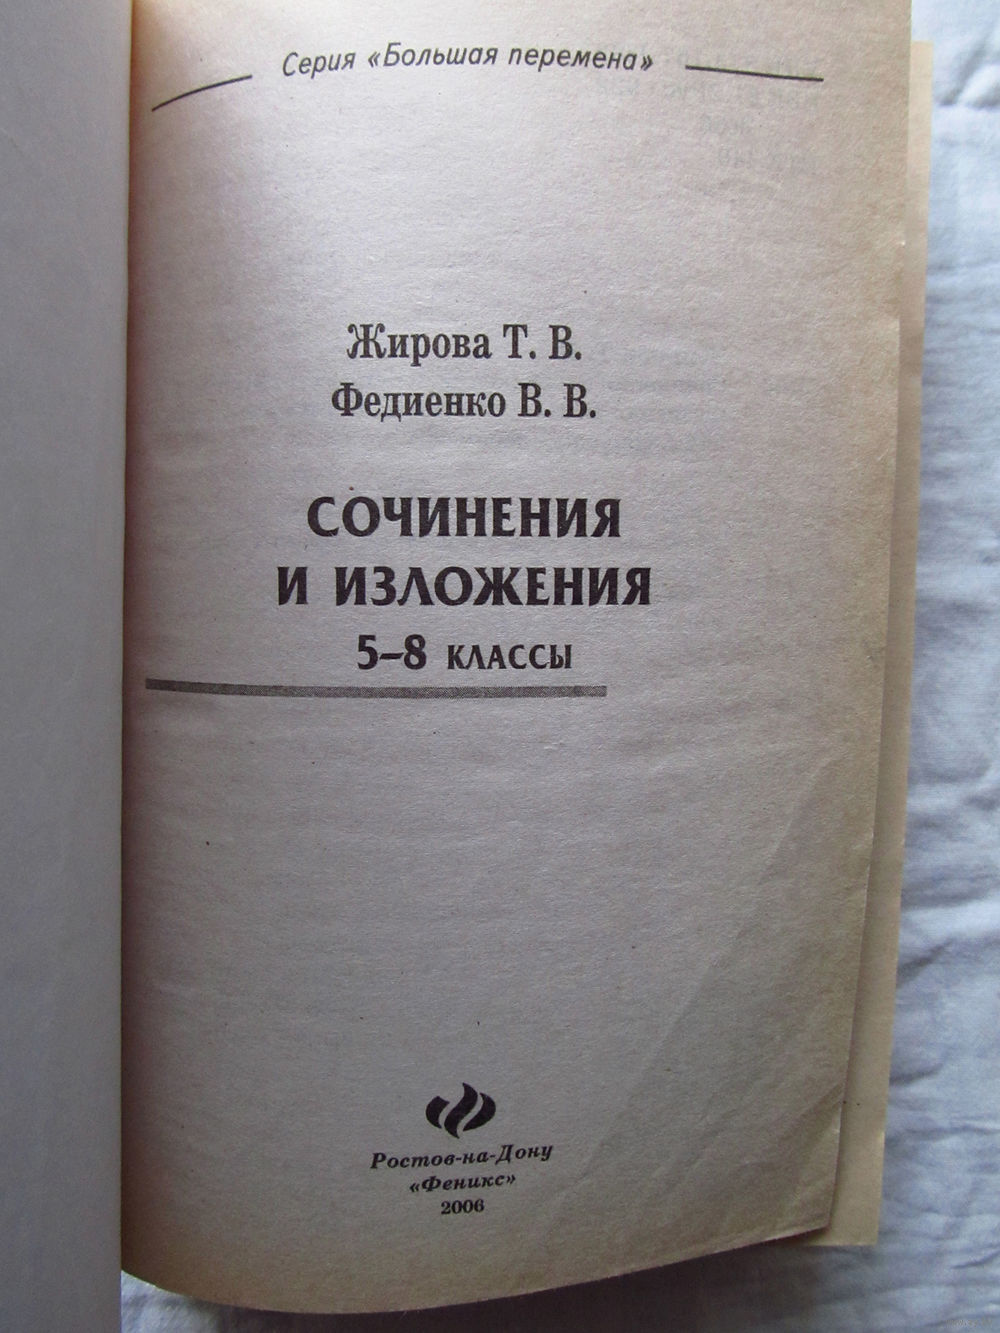 Серия «Большая перемена»
Жирова Т. В.
Федиенко В. В.
СОЧИНЕНИЯ
И ИЗЛОЖЕНИЯ
5–8 КЛАССЫ
Ростов-на-Дону
«Феникс»
2006